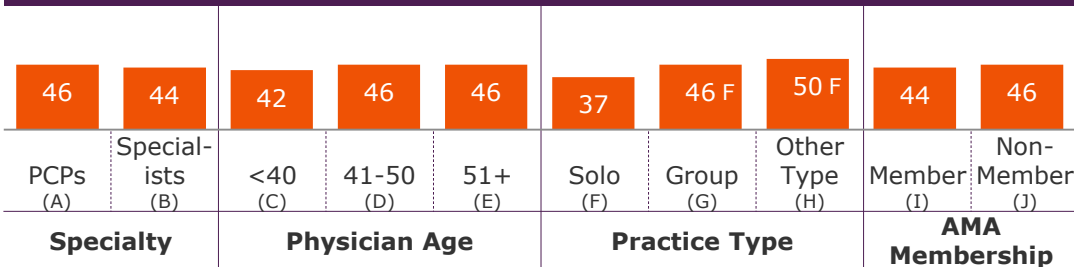 46 44 42 46 46 37 46 F 50 F 44 46
PCPs (A)
Special-
ists
(B)
<40 (C)
41-50 (D)
51+ (E)
Solo (F)
Group (G)
Other
Type
(H)
Member (I)
Non-
Member
(J)
Specialty
Physician Age
Practice Type
AMA
Membership